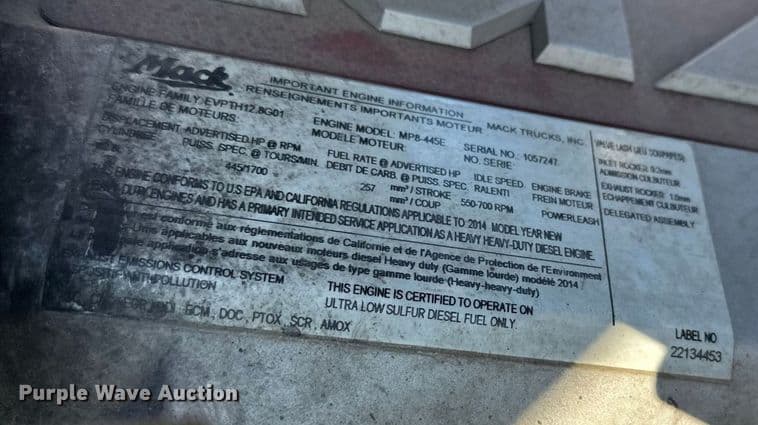 Mack
IMPORTANT ENGINE INFORMATION
RENSEIGNEMENTS IMPORTANTS MOTEUR
MACK TRUCKS, INC.
ENGINE FAMILY: EVPTH12.8G01
FAMILLE DE MOTEURS:
ENGINE MODEL: MP8-445E
MODELE MOTEUR:
SERIAL NO.: 1057247
NO. SERIE:
DISPLACEMENT
CYLINDREE
ADVERTISED HP @ RPM
PUISS. SPEC. @ TOURS/MIN.
445/1700
FUEL RATE @ ADVERTISED HP
DEBIT DE CARB. @ PUISS. SPEC.
257 mm³ / STROKE
mm³ / COUP
IDLE SPEED
RALENTI
550-700 RPM
ENGINE BRAKE
FREIN MOTEUR
POWERLEASH
ENGINE CONFORMS TO U.S EPA AND CALIFORNIA REGULATIONS APPLICABLE TO 2014 MODEL YEAR NEW
ENGINES AND HAS A PRIMARY INTENDED SERVICE APPLICATION AS A HEAVY HEAVY-DUTY DIESEL ENGINE.
conforme aux réglementations de Californie et de l'Agence de Protection de l'Environment
applicables aux nouveaux moteurs diesel Heavy duty (Gamme lourde) modélé 2014
s'adresse aux usages de type gamme lourde (Heavy-heavy-duty)
EMISSIONS CONTROL SYSTEM
ECM, DOC, PTOX, SCR, AMOX
THIS ENGINE IS CERTIFIED TO OPERATE ON
ULTRA LOW SULFUR DIESEL FUEL ONLY.
VALVE LASH
INLET ROCKER: 0.2mm
ADMISSION CULBUTEUR
EXHAUST ROCKER: 1.0mm
ECHAPPEMENT CULBUTEUR
DELEGATED ASSEMBLY
LABEL NO
22134453
Purple Wave Auction